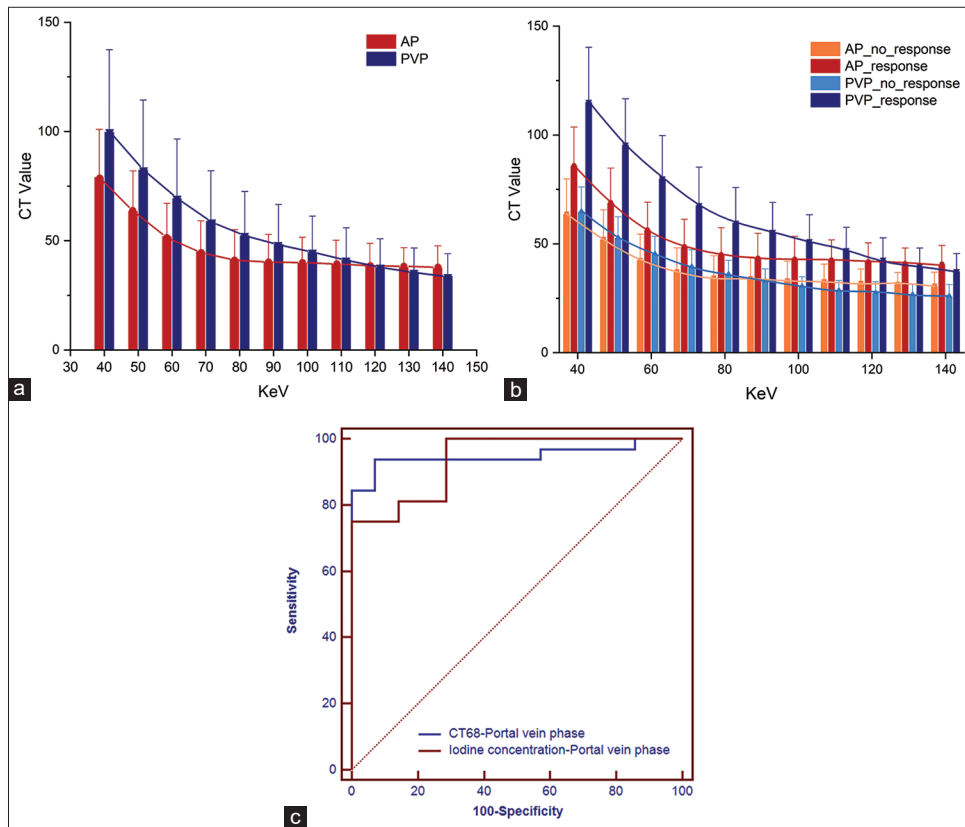 150
100
50
0
CT Value
AP
PVP
30 40 50 60 70 80 90 100 110 120 130 140 150
KeV
a
150
100
50
0
CT Value
AP_no_response
AP_response
PVP_no_response
PVP_response
40 60 80 100 120 140
KeV
b
100
80
60
40
20
0
Sensitivity
CT68-Portal vein phase
Iodine concentration-Portal vein phase
0 20 40 60 80 100
100-Specificity
c